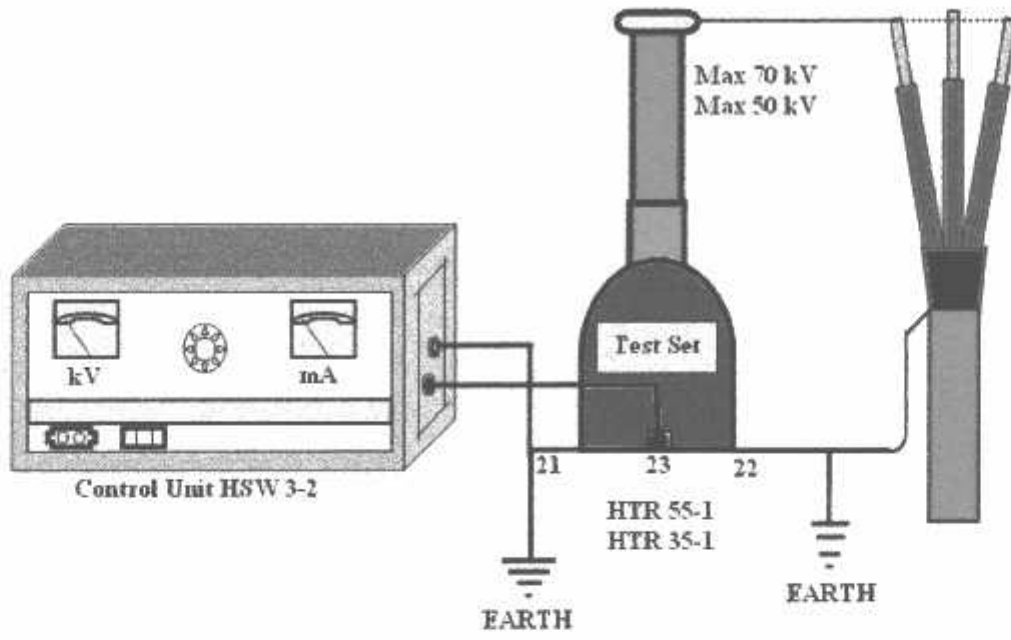 Max 70 kV
Max 50 kV
Test Set
kV
mA
21
23
22
Control Unit HSW 3-2
HTR 55-1
HTR 35-1
EARTH
EARTH